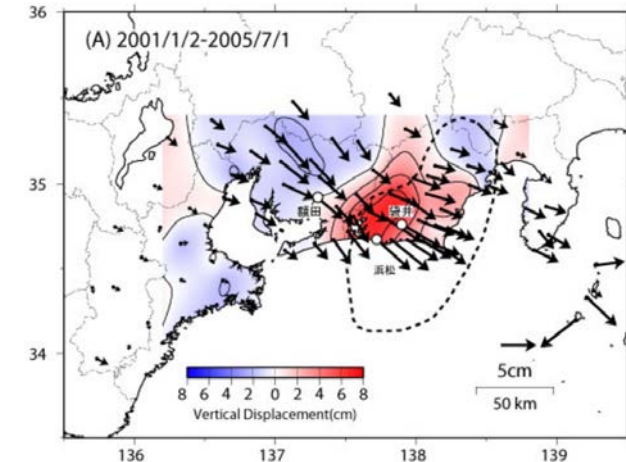 (A) 2001/1/2-2005/7/1
36
35
34
136
137
138
139
額田
袋井
浜松
8 6 4 2 0 2 4 6 8
Vertical Displacement(cm)
5cm
50 km